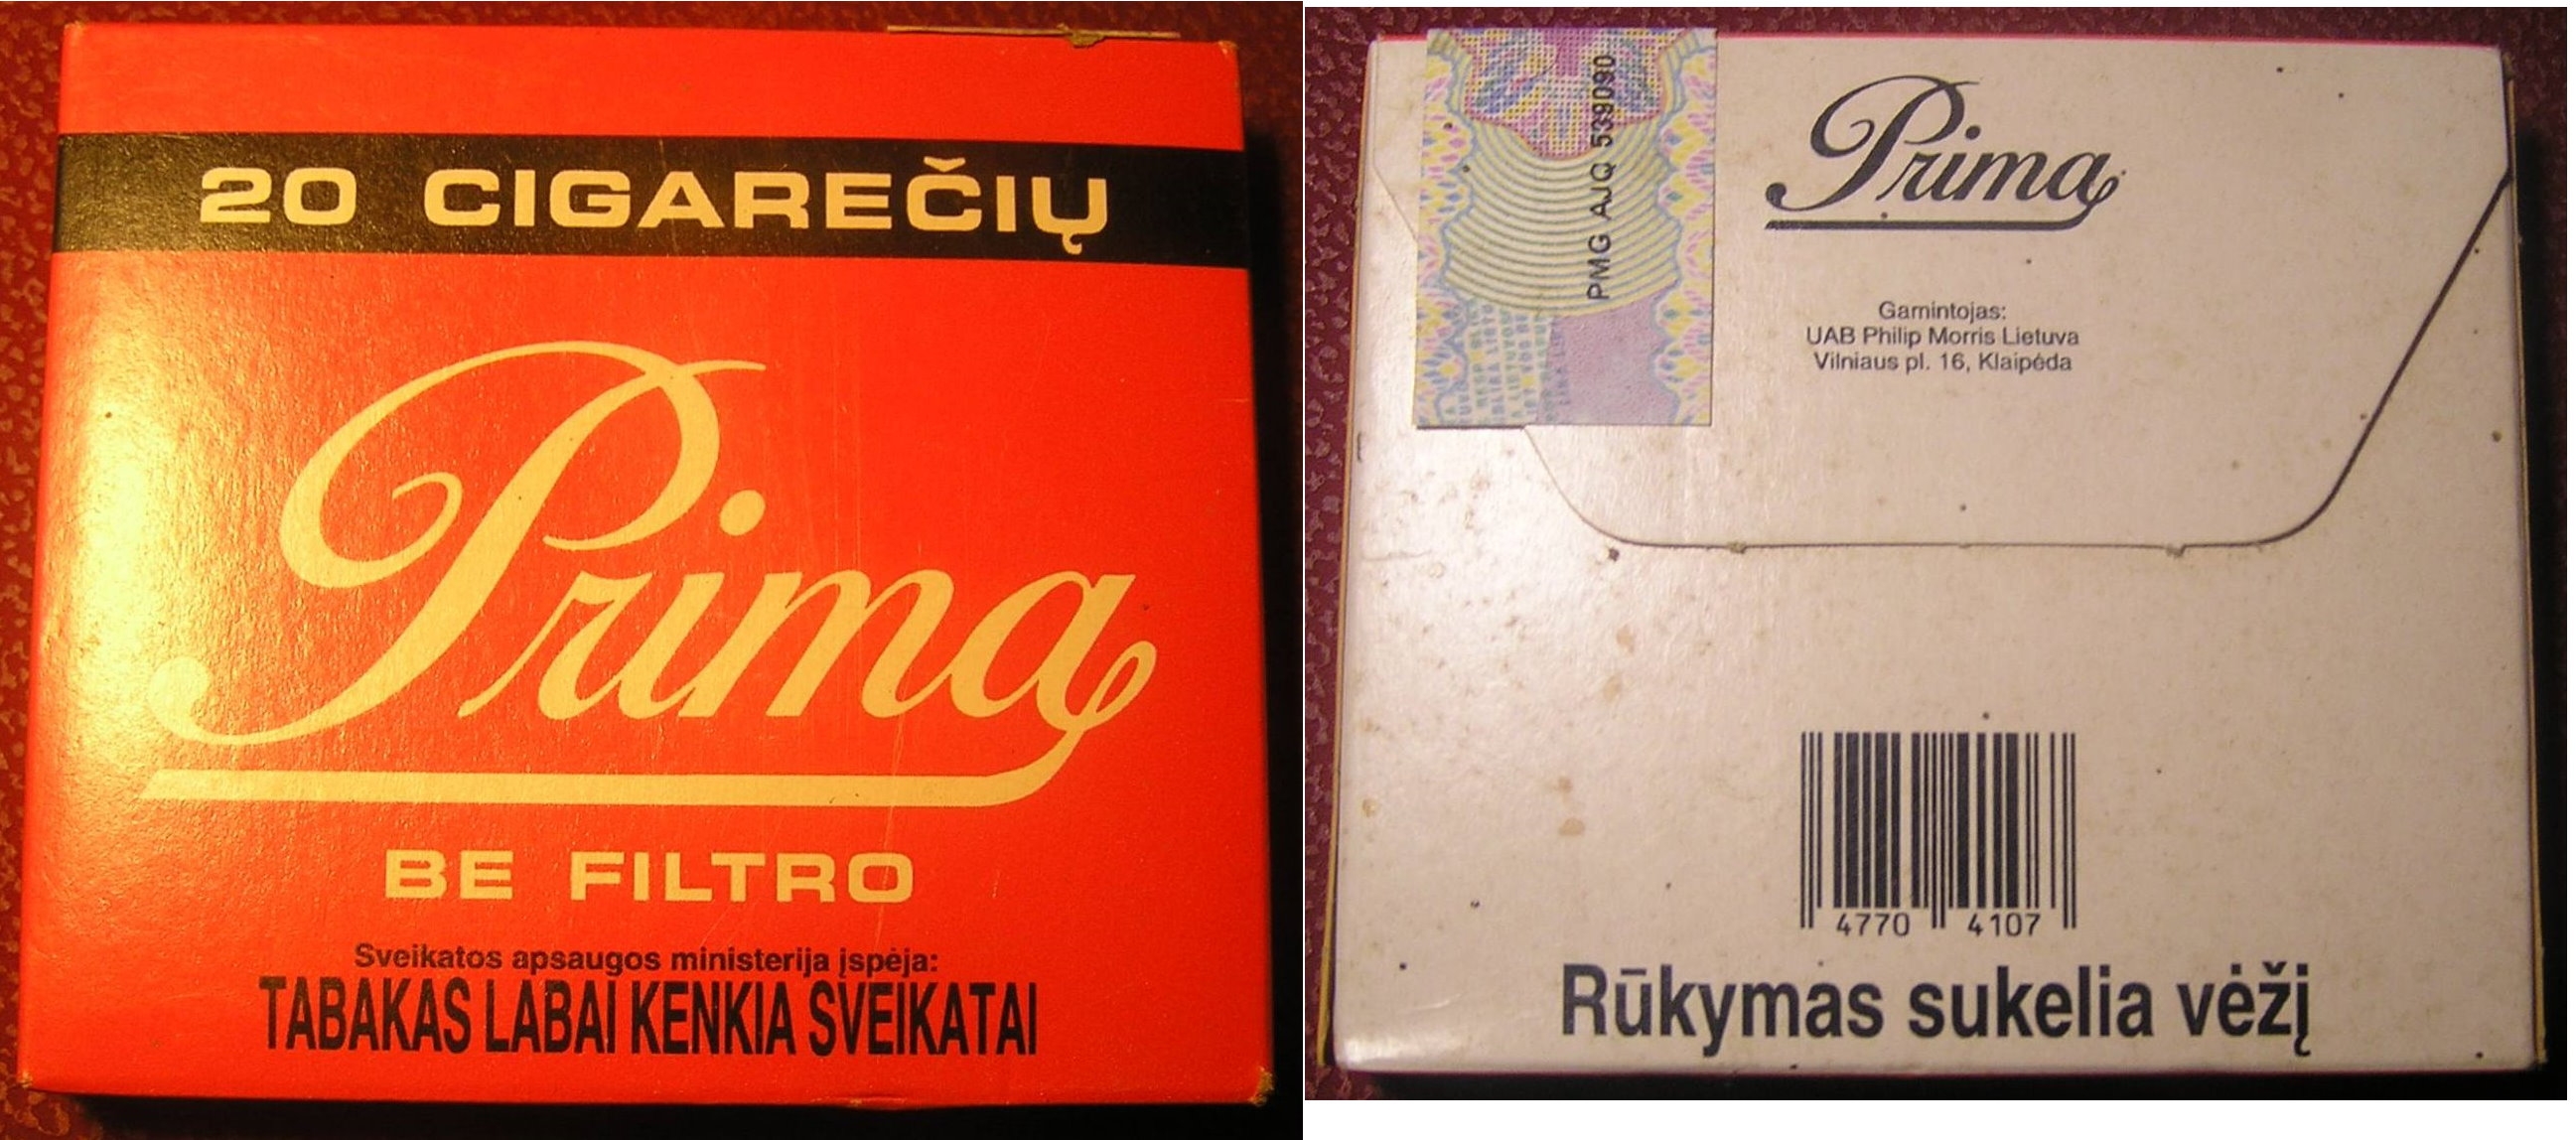 20 CIGAREČIŲ
Prima
BE FILTRO
Sveikatos apsaugos ministerija įspėja:
TABAKAS LABAI KENKIA SVEIKATAI
PMG AJQ 5390090
Prima
Gamintojas:
UAB Philip Morris Lietuva
Vilniaus pl. 16, Klaipėda
4770 4107
Rūkymas sukelia vėžį